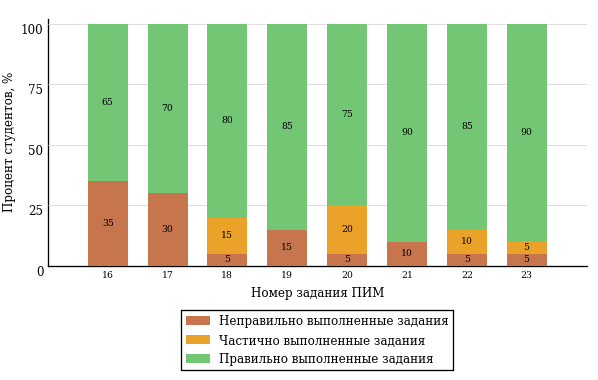 Процент студентов, %
100
75
50
25
0
65 70 80 85 75 90 85 90
15 20 10 5
35 30 5 15 5 10 5 5
16 17 18 19 20 21 22 23
Номер задания ПИМ
Неправильно выполненные задания
Частично выполненные задания
Правильно выполненные задания